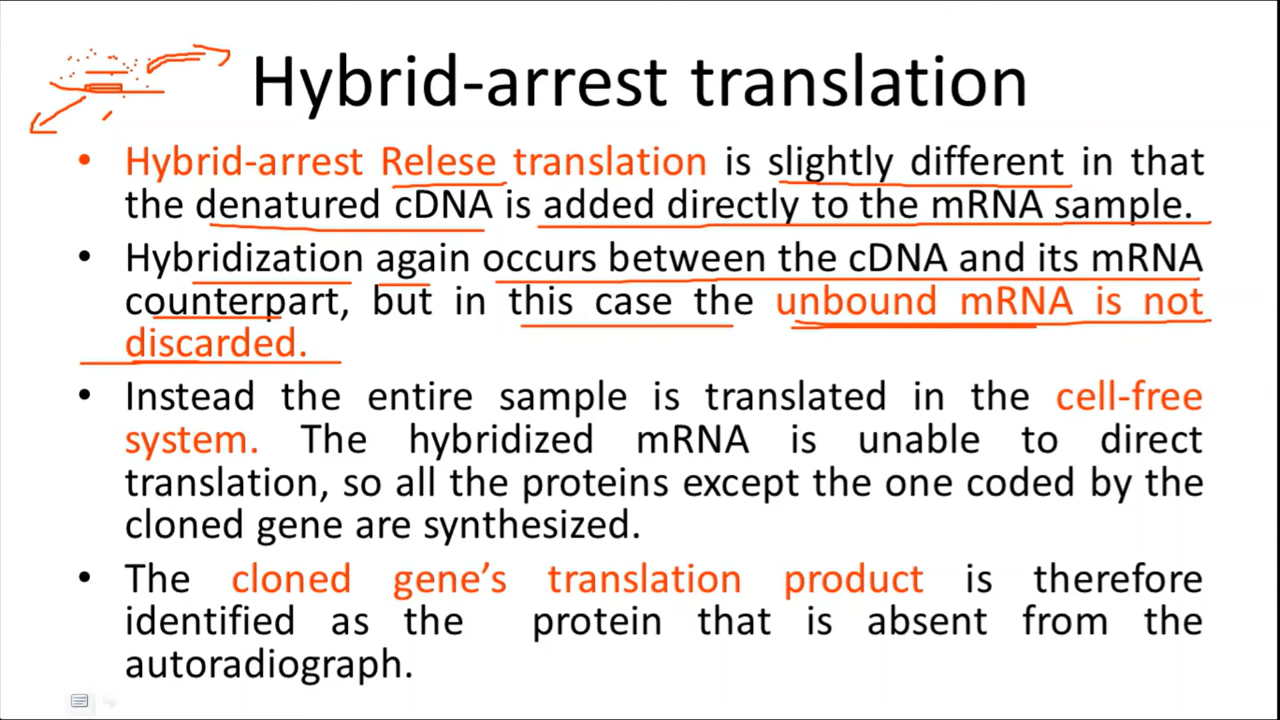 Hybrid-arrest translation
• Hybrid-arrest Relese translation is slightly different in that
the denatured cDNA is added directly to the mRNA sample.
• Hybridization again occurs between the cDNA and its mRNA
counterpart, but in this case the unbound mRNA is not
discarded.
• Instead the entire sample is translated in the cell-free
system. The hybridized mRNA is unable to direct
translation, so all the proteins except the one coded by the
cloned gene are synthesized.
• The cloned gene’s translation product is therefore
identified as the protein that is absent from the
autoradiograph.